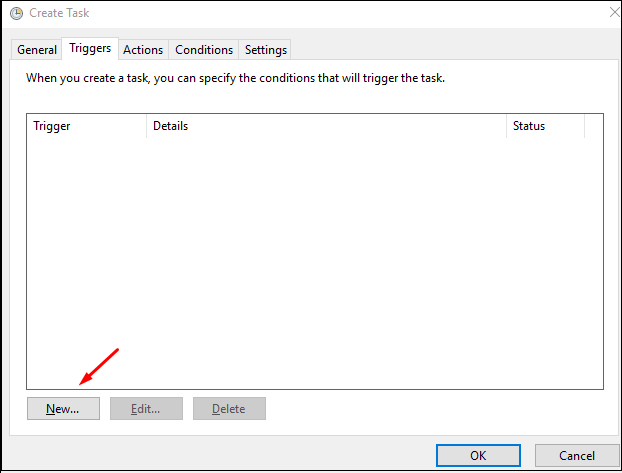 Create Task
General Triggers Actions Conditions Settings
When you create a task, you can specify the conditions that will trigger the task.
Trigger Details Status
New... Edit... Delete
OK Cancel